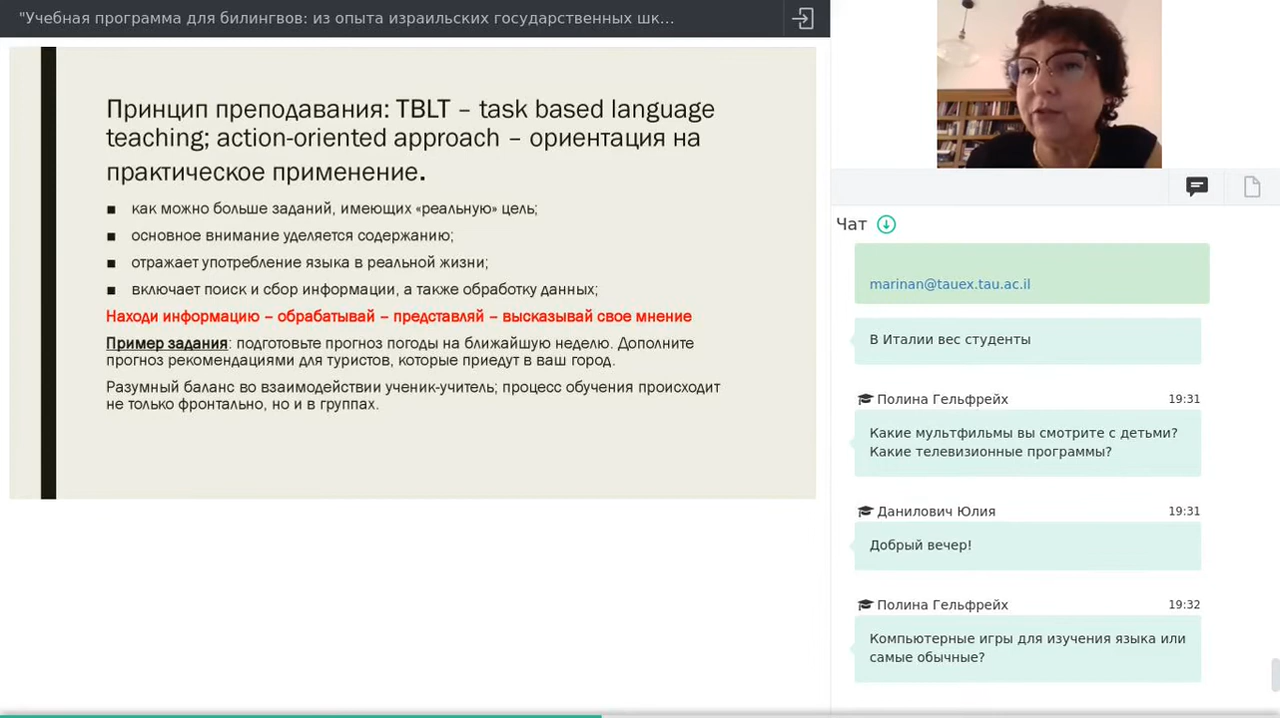 "Учебная программа для билингвов: из опыта израильских государственных шк...
Принцип преподавания: TBLT – task based language
teaching; action-oriented approach – ориентация на
практическое применение.
■ как можно больше заданий, имеющих «реальную» цель;
■ основное внимание уделяется содержанию;
■ отражает употребление языка в реальной жизни;
■ включает поиск и сбор информации, а также обработку данных;
Находи информацию – обрабатывай – представляй – высказывай свое мнение
Пример задания: подготовьте прогноз погоды на ближайшую неделю. Дополните
прогноз рекомендациями для туристов, которые приедут в ваш город.
Разумный баланс во взаимодействии ученик-учитель; процесс обучения происходит
не только фронтально, но и в группах.
Чат
marinan@tauex.tau.ac.il
В Италии вес студенты
Полина Гельфрейх 19:31
Какие мультфильмы вы смотрите с детьми?
Какие телевизионные программы?
Данилович Юлия 19:31
Добрый вечер!
Полина Гельфрейх 19:32
Компьютерные игры для изучения языка или
самые обычные?